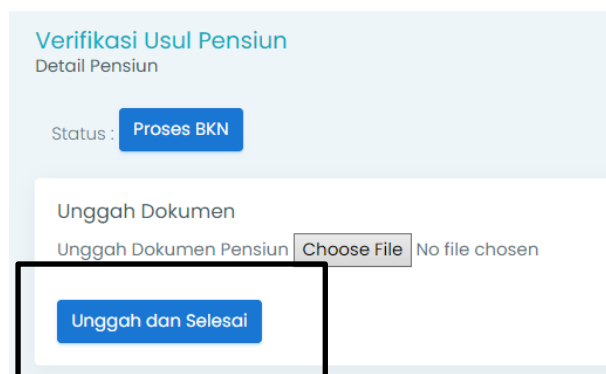 Verifikasi Usul Pensiun
Detail Pensiun
Status : Proses BKN
Unggah Dokumen
Unggah Dokumen Pensiun Choose File No file chosen
Unggah dan Selesai